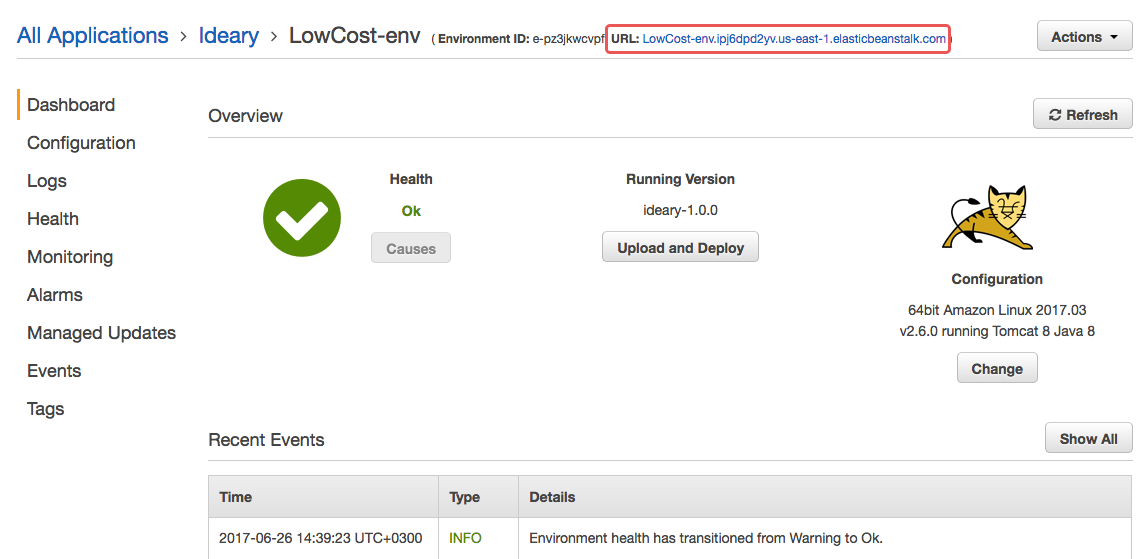 All Applications > Ideary > LowCost-env ( Environment ID: e-pz3jkwcvpf URL: LowCost-env.ipj6dpd2yv.us-east-1.elasticbeanstalk.com )
Actions
Dashboard
Configuration
Logs
Health
Monitoring
Alarms
Managed Updates
Events
Tags
Overview
Refresh
Health
Ok
Causes
Running Version
ideary-1.0.0
Upload and Deploy
Configuration
64bit Amazon Linux 2017.03
v2.6.0 running Tomcat 8 Java 8
Change
Recent Events
Show All
Time Type Details
2017-06-26 14:39:23 UTC+0300 INFO Environment health has transitioned from Warning to Ok.